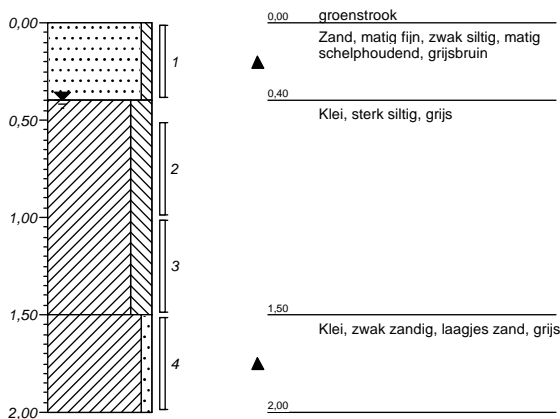 0,00
0,50
1,00
1,50
2,00
1
2
3
4
0,00
groenstrook
Zand, matig fijn, zwak siltig, matig
schelphoudend, grijsbruin
0,40
Klei, sterk siltig, grijs
1,50
Klei, zwak zandig, laagjes zand, grijs
2,00